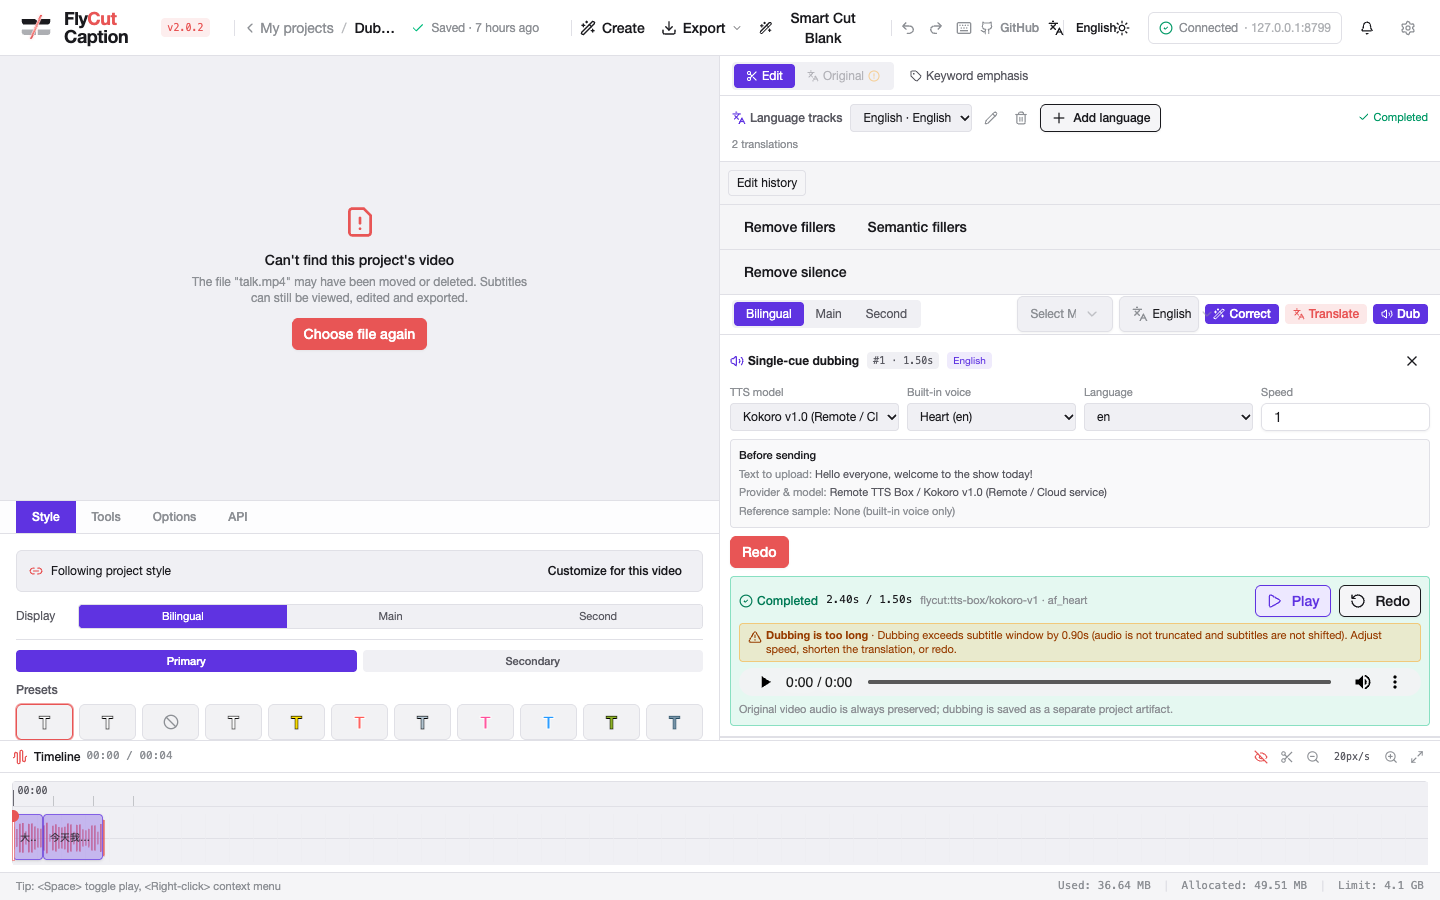 FlyCut
Caption
v2.0.2
My projects / Dub...
Saved · 7 hours ago
Create
Export
Smart Cut
Blank
GitHub
English
Connected · 127.0.0.1:8799
Edit
Original
Keyword emphasis
Language tracks
English · English
Add language
Completed
2 translations
Edit history
Remove fillers
Semantic fillers
Remove silence
Bilingual
Main
Second
Select M
English
Correct
Translate
Dub
Can't find this project's video
The file "talk.mp4" may have been moved or deleted. Subtitles
can still be viewed, edited and exported.
Choose file again
Single-cue dubbing
#1 · 1.50s
English
TTS model
Built-in voice
Language
Speed
Kokoro v1.0 (Remote / Cl
Heart (en)
en
1
Before sending
Text to upload: Hello everyone, welcome to the show today!
Provider & model: Remote TTS Box / Kokoro v1.0 (Remote / Cloud service)
Reference sample: None (built-in voice only)
Redo
Completed
2.40s / 1.50s
flycut:tts-box/kokoro-v1 · af_heart
Play
Redo
Dubbing is too long · Dubbing exceeds subtitle window by 0.90s (audio is not truncated and subtitles are not shifted). Adjust
speed, shorten the translation, or redo.
0:00 / 0:00
Original video audio is always preserved; dubbing is saved as a separate project artifact.
Style
Tools
Options
API
Following project style
Customize for this video
Display
Bilingual
Main
Second
Primary
Secondary
Presets
T
T
T
T
T
T
T
T
T
T
Timeline
00:00 / 00:04
20px/s
00:00
大...
今天我...
Tip: <Space> toggle play, <Right-click> context menu
Used: 36.64 MB
Allocated: 49.51 MB
Limit: 4.1 GB